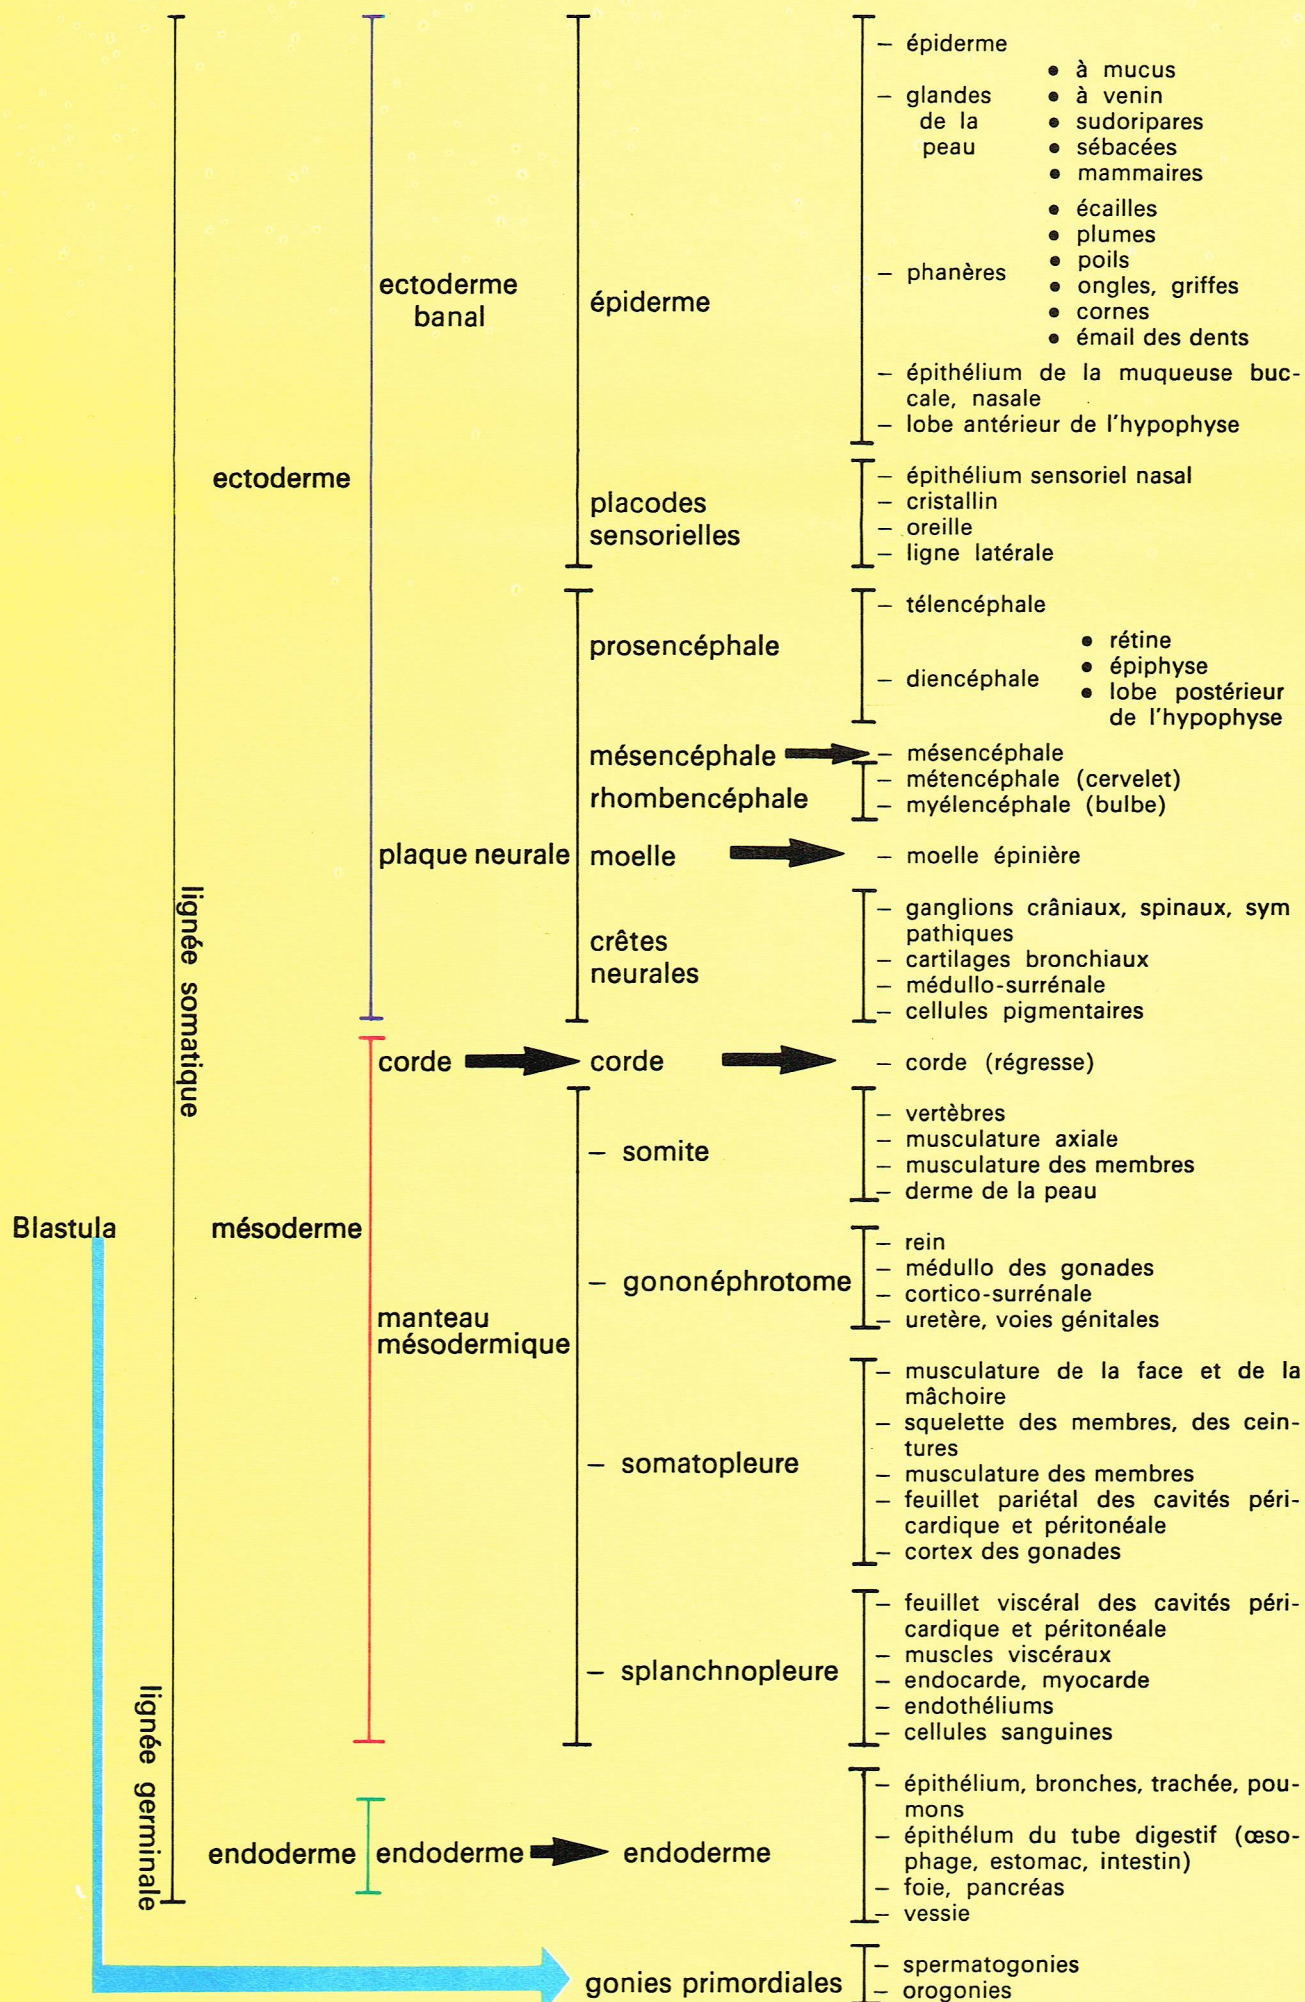 – épiderme
• à mucus
– glandes de la peau
• à venin
• sudoripares
• sébacées
• mammaires
• écailles
• plumes
– phanères
• poils
• ongles, griffes
• cornes
• émail des dents
ectoderme
banal
épiderme
– épithélium de la muqueuse buc-
cale, nasale
– lobe antérieur de l'hypophyse
ectoderme
placodes
sensorielles
– épithélium sensoriel nasal
– cristallin
– oreille
– ligne latérale
prosencéphale
– télencéphale
– diencéphale
• rétine
• épiphyse
• lobe postérieur
de l'hypophyse
mésencéphale
– mésencéphale
rhombencéphale
– métencéphale (cervelet)
– myélencéphale (bulbe)
plaque neurale
moelle
– moelle épinière
lignée somatique
crêtes
neurales
– ganglions crâniaux, spinaux, sym
pathiques
– cartilages bronchiaux
– médullo-surrénale
– cellules pigmentaires
corde
corde
– corde (régresse)
– somite
– vertèbres
– musculature axiale
– musculature des membres
– derme de la peau
Blastula
mésoderme
manteau
mésodermique
– gononéphrotome
– rein
– médullo des gonades
– cortico-surrénale
– uretère, voies génitales
– somatopleure
– musculature de la face et de la
mâchoire
– squelette des membres, des cein-
tures
– musculature des membres
– feuillet pariétal des cavités péri-
cardique et péritonéale
– cortex des gonades
– splanchnopleure
– feuillet viscéral des cavités péri-
cardique et péritonéale
– muscles viscéraux
– endocarde, myocarde
– endothéliums
– cellules sanguines
lignée germinale
endoderme
endoderme
endoderme
– épithélium, bronches, trachée, pou-
mons
– épithélum du tube digestif (œso-
phage, estomac, intestin)
– foie, pancréas
– vessie
gonies primordiales
– spermatogonies
– orogonies